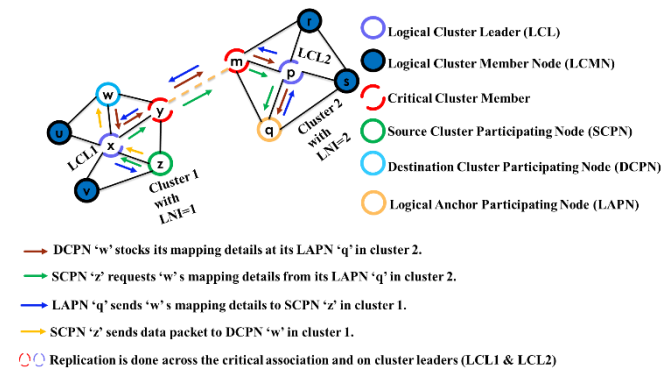 r
m
LCL2
p
s
w
y
q
Cluster 2
with
LNI=2
u
LCL1
x
z
v
Cluster 1
with
LNI=1
Logical Cluster Leader (LCL)
Logical Cluster Member Node (LCMN)
Critical Cluster Member
Source Cluster Participating Node (SCPN)
Destination Cluster Participating Node (DCPN)
Logical Anchor Participating Node (LAPN)
DCPN ‘w’ stocks its mapping details at its LAPN ‘q’ in cluster 2.
SCPN ‘z’ requests ‘w’s mapping details from its LAPN ‘q’ in cluster 2.
LAPN ‘q’ sends ‘w’ s mapping details to SCPN ‘z’ in cluster 1.
SCPN ‘z’ sends data packet to DCPN ‘w’ in cluster 1.
Replication is done across the critical association and on cluster leaders (LCL1 & LCL2)